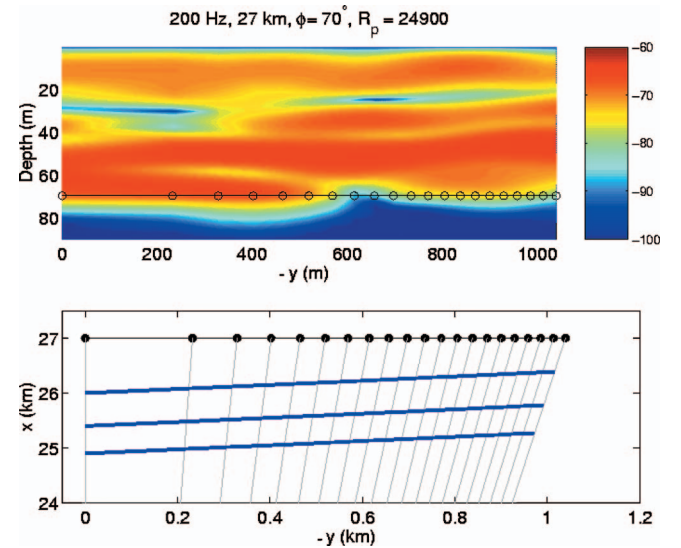 200 Hz, 27 km, ϕ= 70°, Rp = 24900
Depth (m)
20
40
60
80
0 200 400 600 800 1000
- y (m)
−60
−70
−80
−90
−100
x (km)
27
26
25
24
0 0.2 0.4 0.6 0.8 1 1.2
- y (km)